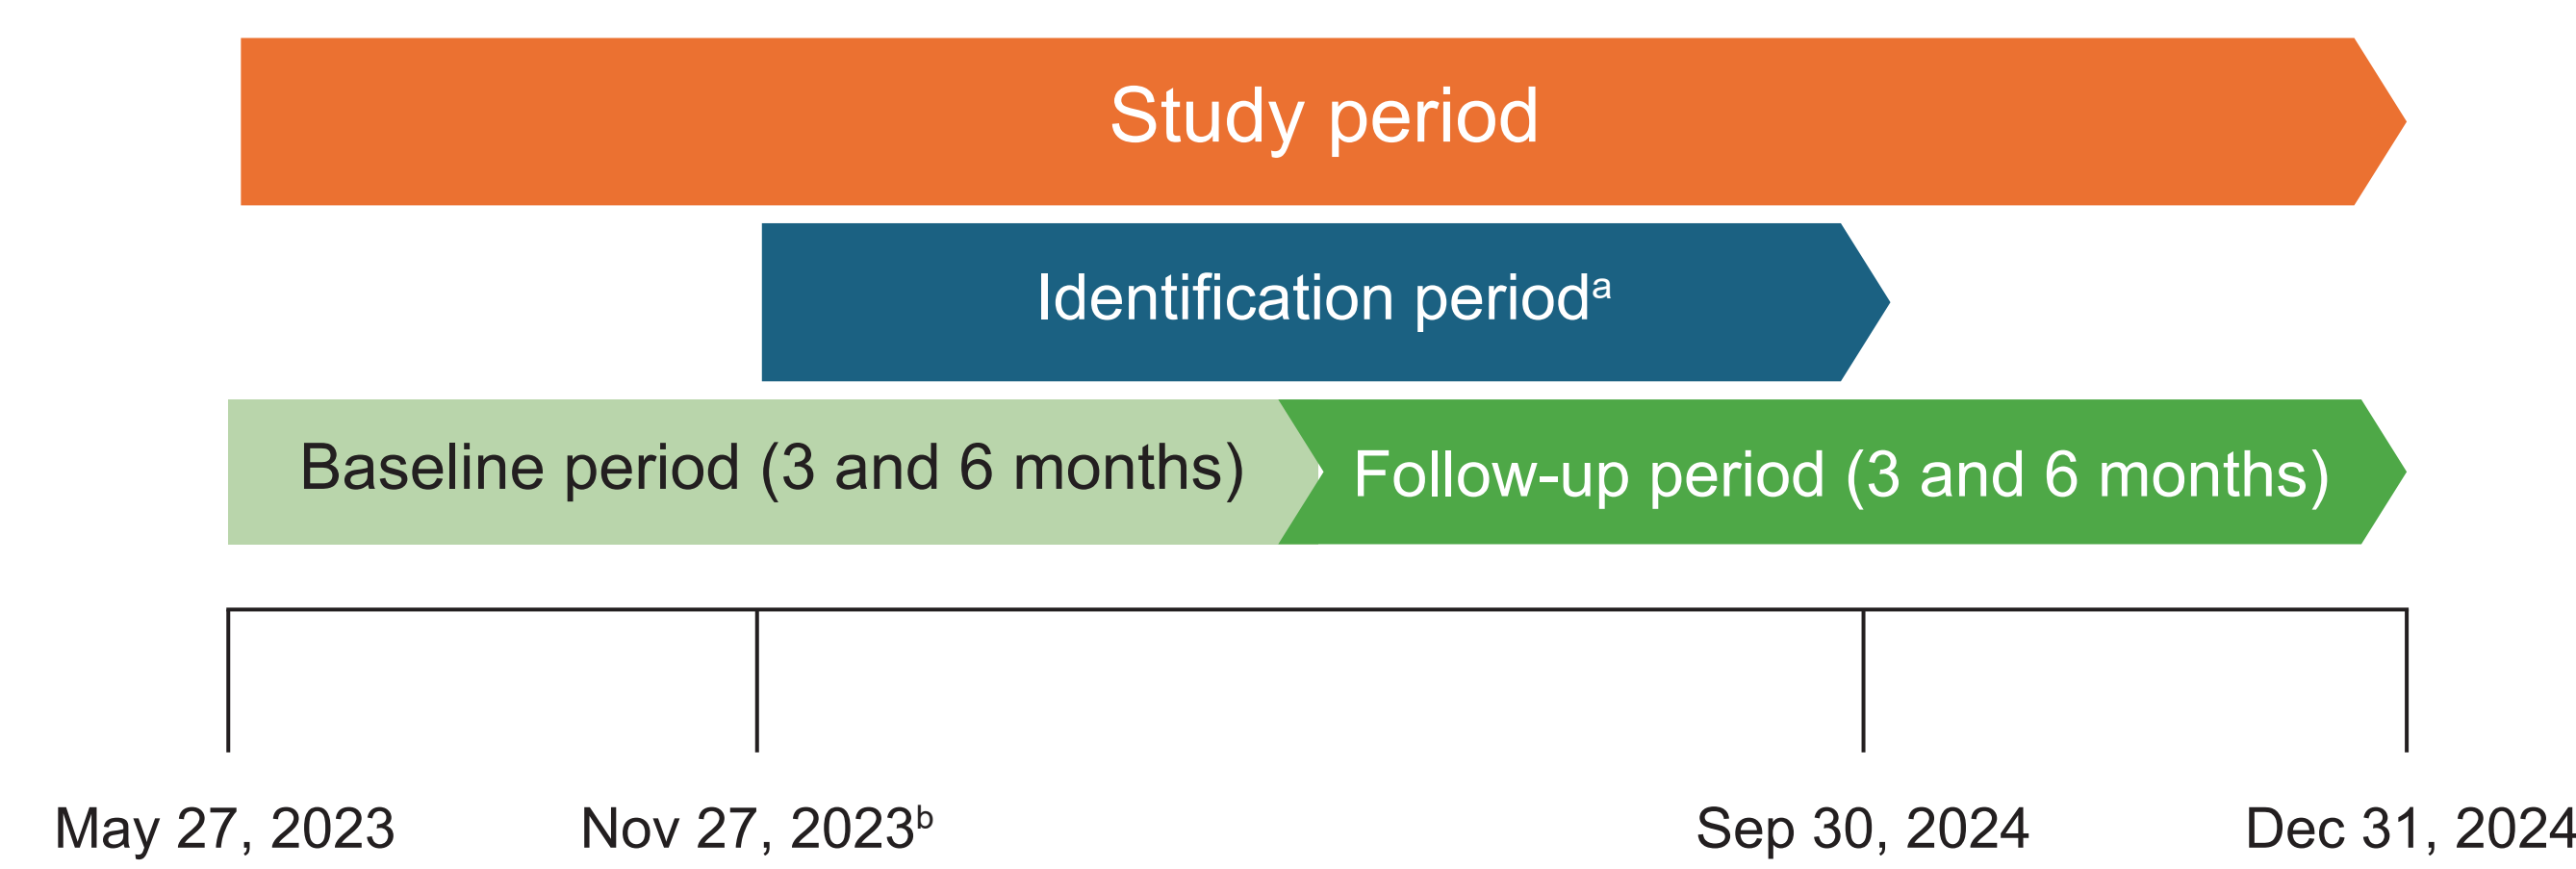 Study period
Identification periodᵃ
Baseline period (3 and 6 months)
Follow-up period (3 and 6 months)
May 27, 2023
Nov 27, 2023ᵇ
Sep 30, 2024
Dec 31, 2024